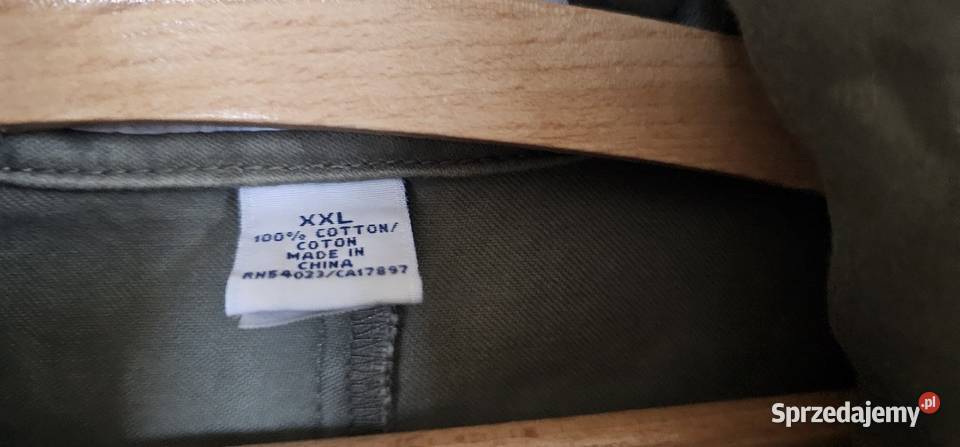 XXL
100% COTTON/
COTON
MADE IN
CHINA
RN54023/CA17897
Sprzedajemy.pl